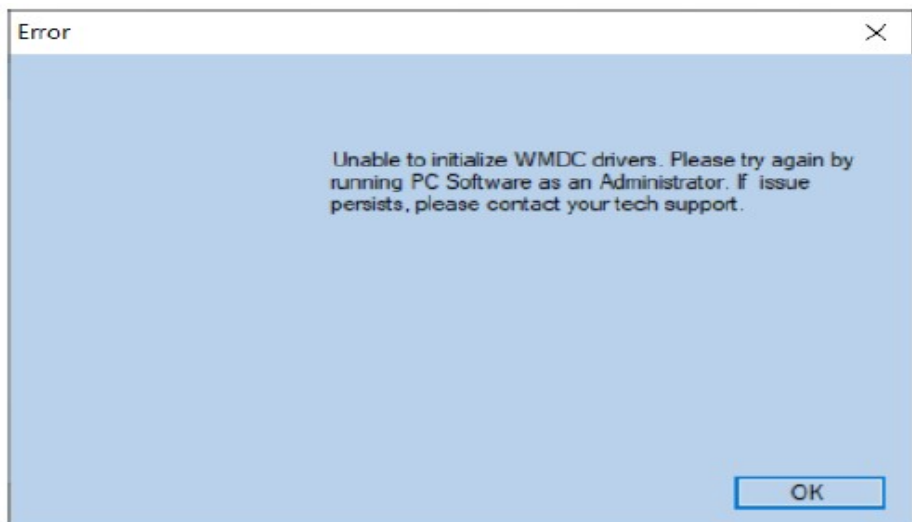 Error
Unable to initialize WMDC drivers. Please try again by
running PC Software as an Administrator. If issue
persists, please contact your tech support.
OK